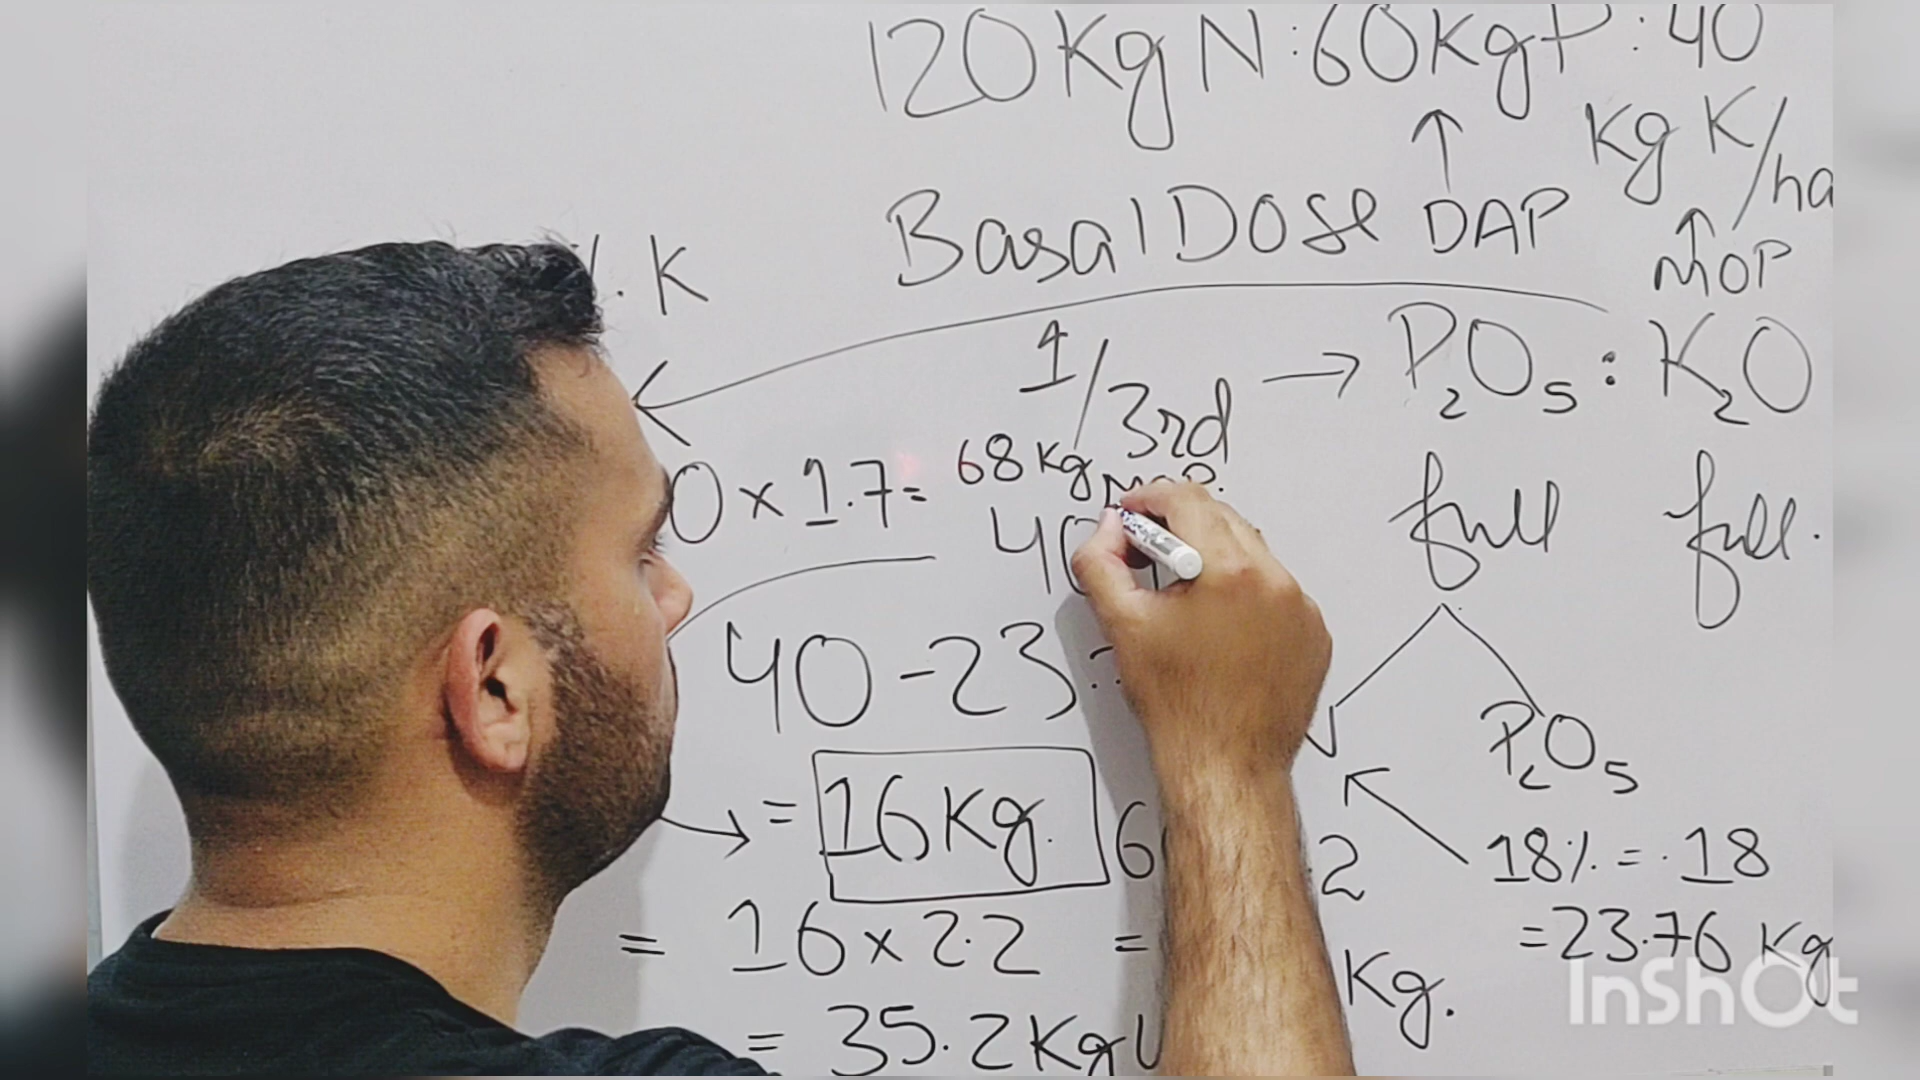 120 Kg N : 60 Kg P : 40
Kg K/ha
Basal Dose DAP
MOP
K
1/3rd → P2O5 : K2O
0 x 1.7 = 68 Kg MOP.
full full.
40
40 - 23 =
P2O5
= 16 Kg.
2
18% = .18
= 16 x 2.2 =
= 23.76 Kg
Kg.
= 35.2 Kg U
InShOt